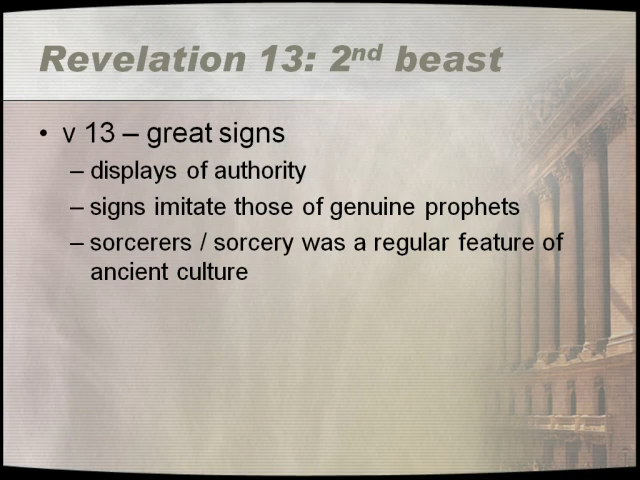 Revelation 13: 2nd beast
• v 13 – great signs
– displays of authority
– signs imitate those of genuine prophets
– sorcerers / sorcery was a regular feature of
ancient culture